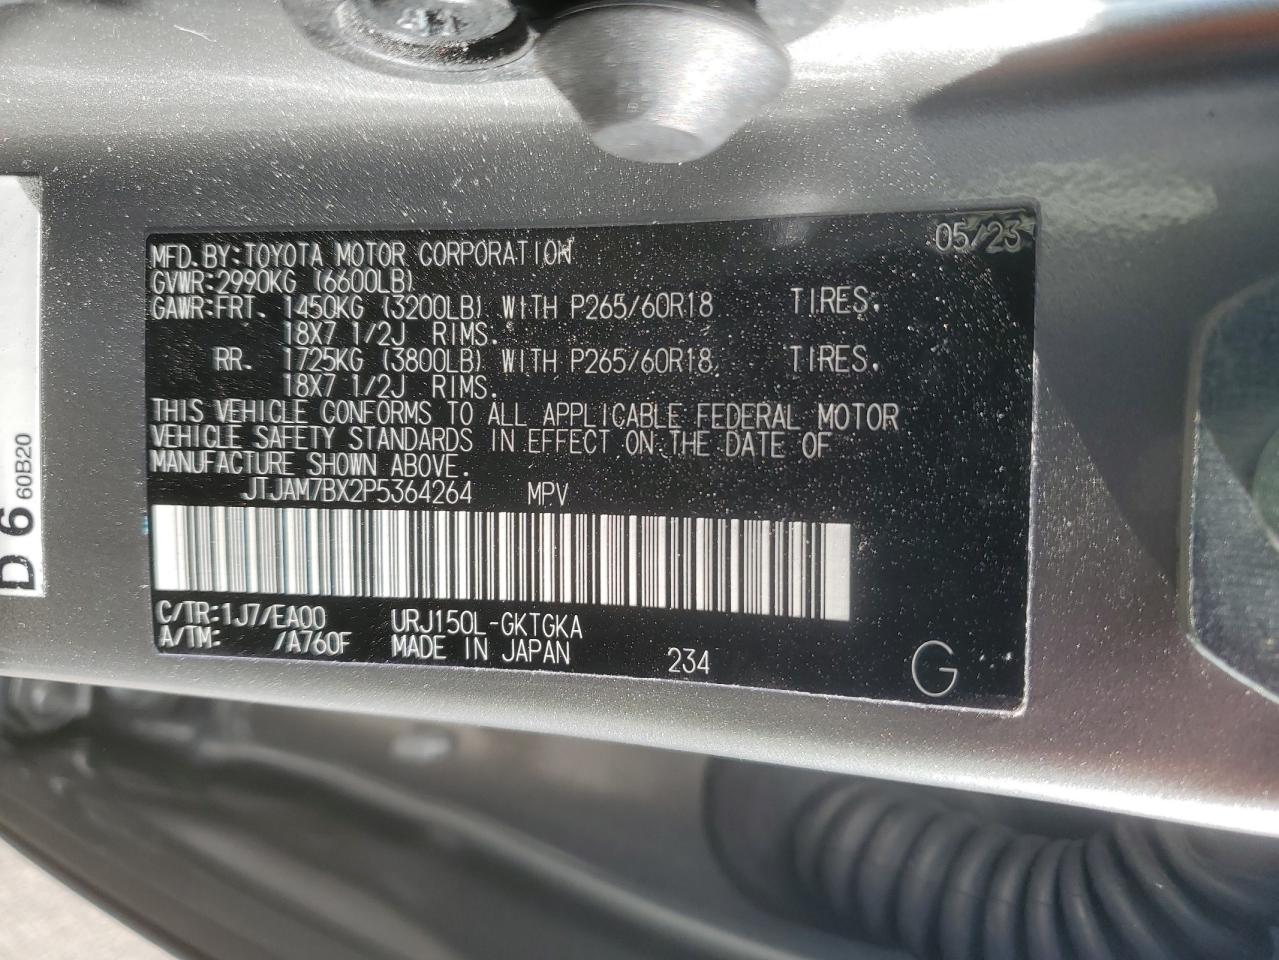 05/23
MFD.BY:TOYOTA MOTOR CORPORATION
GVWR:2990KG (6600LB)
GAWR:FRT. 1450KG (3200LB) WITH P265/60R18 TIRES.
18X7 1/2J RIMS.
RR. 1725KG (3800LB) WITH P265/60R18 TIRES.
18X7 1/2J RIMS.
THIS VEHICLE CONFORMS TO ALL APPLICABLE FEDERAL MOTOR
VEHICLE SAFETY STANDARDS IN EFFECT ON THE DATE OF
MANUFACTURE SHOWN ABOVE.
JTJAM7BX2P5364264 MPV
C/TR:1J7/EA00 URJ150L-GKTGKA
A/TM: /A760F MADE IN JAPAN 234 G
D 6
60B20